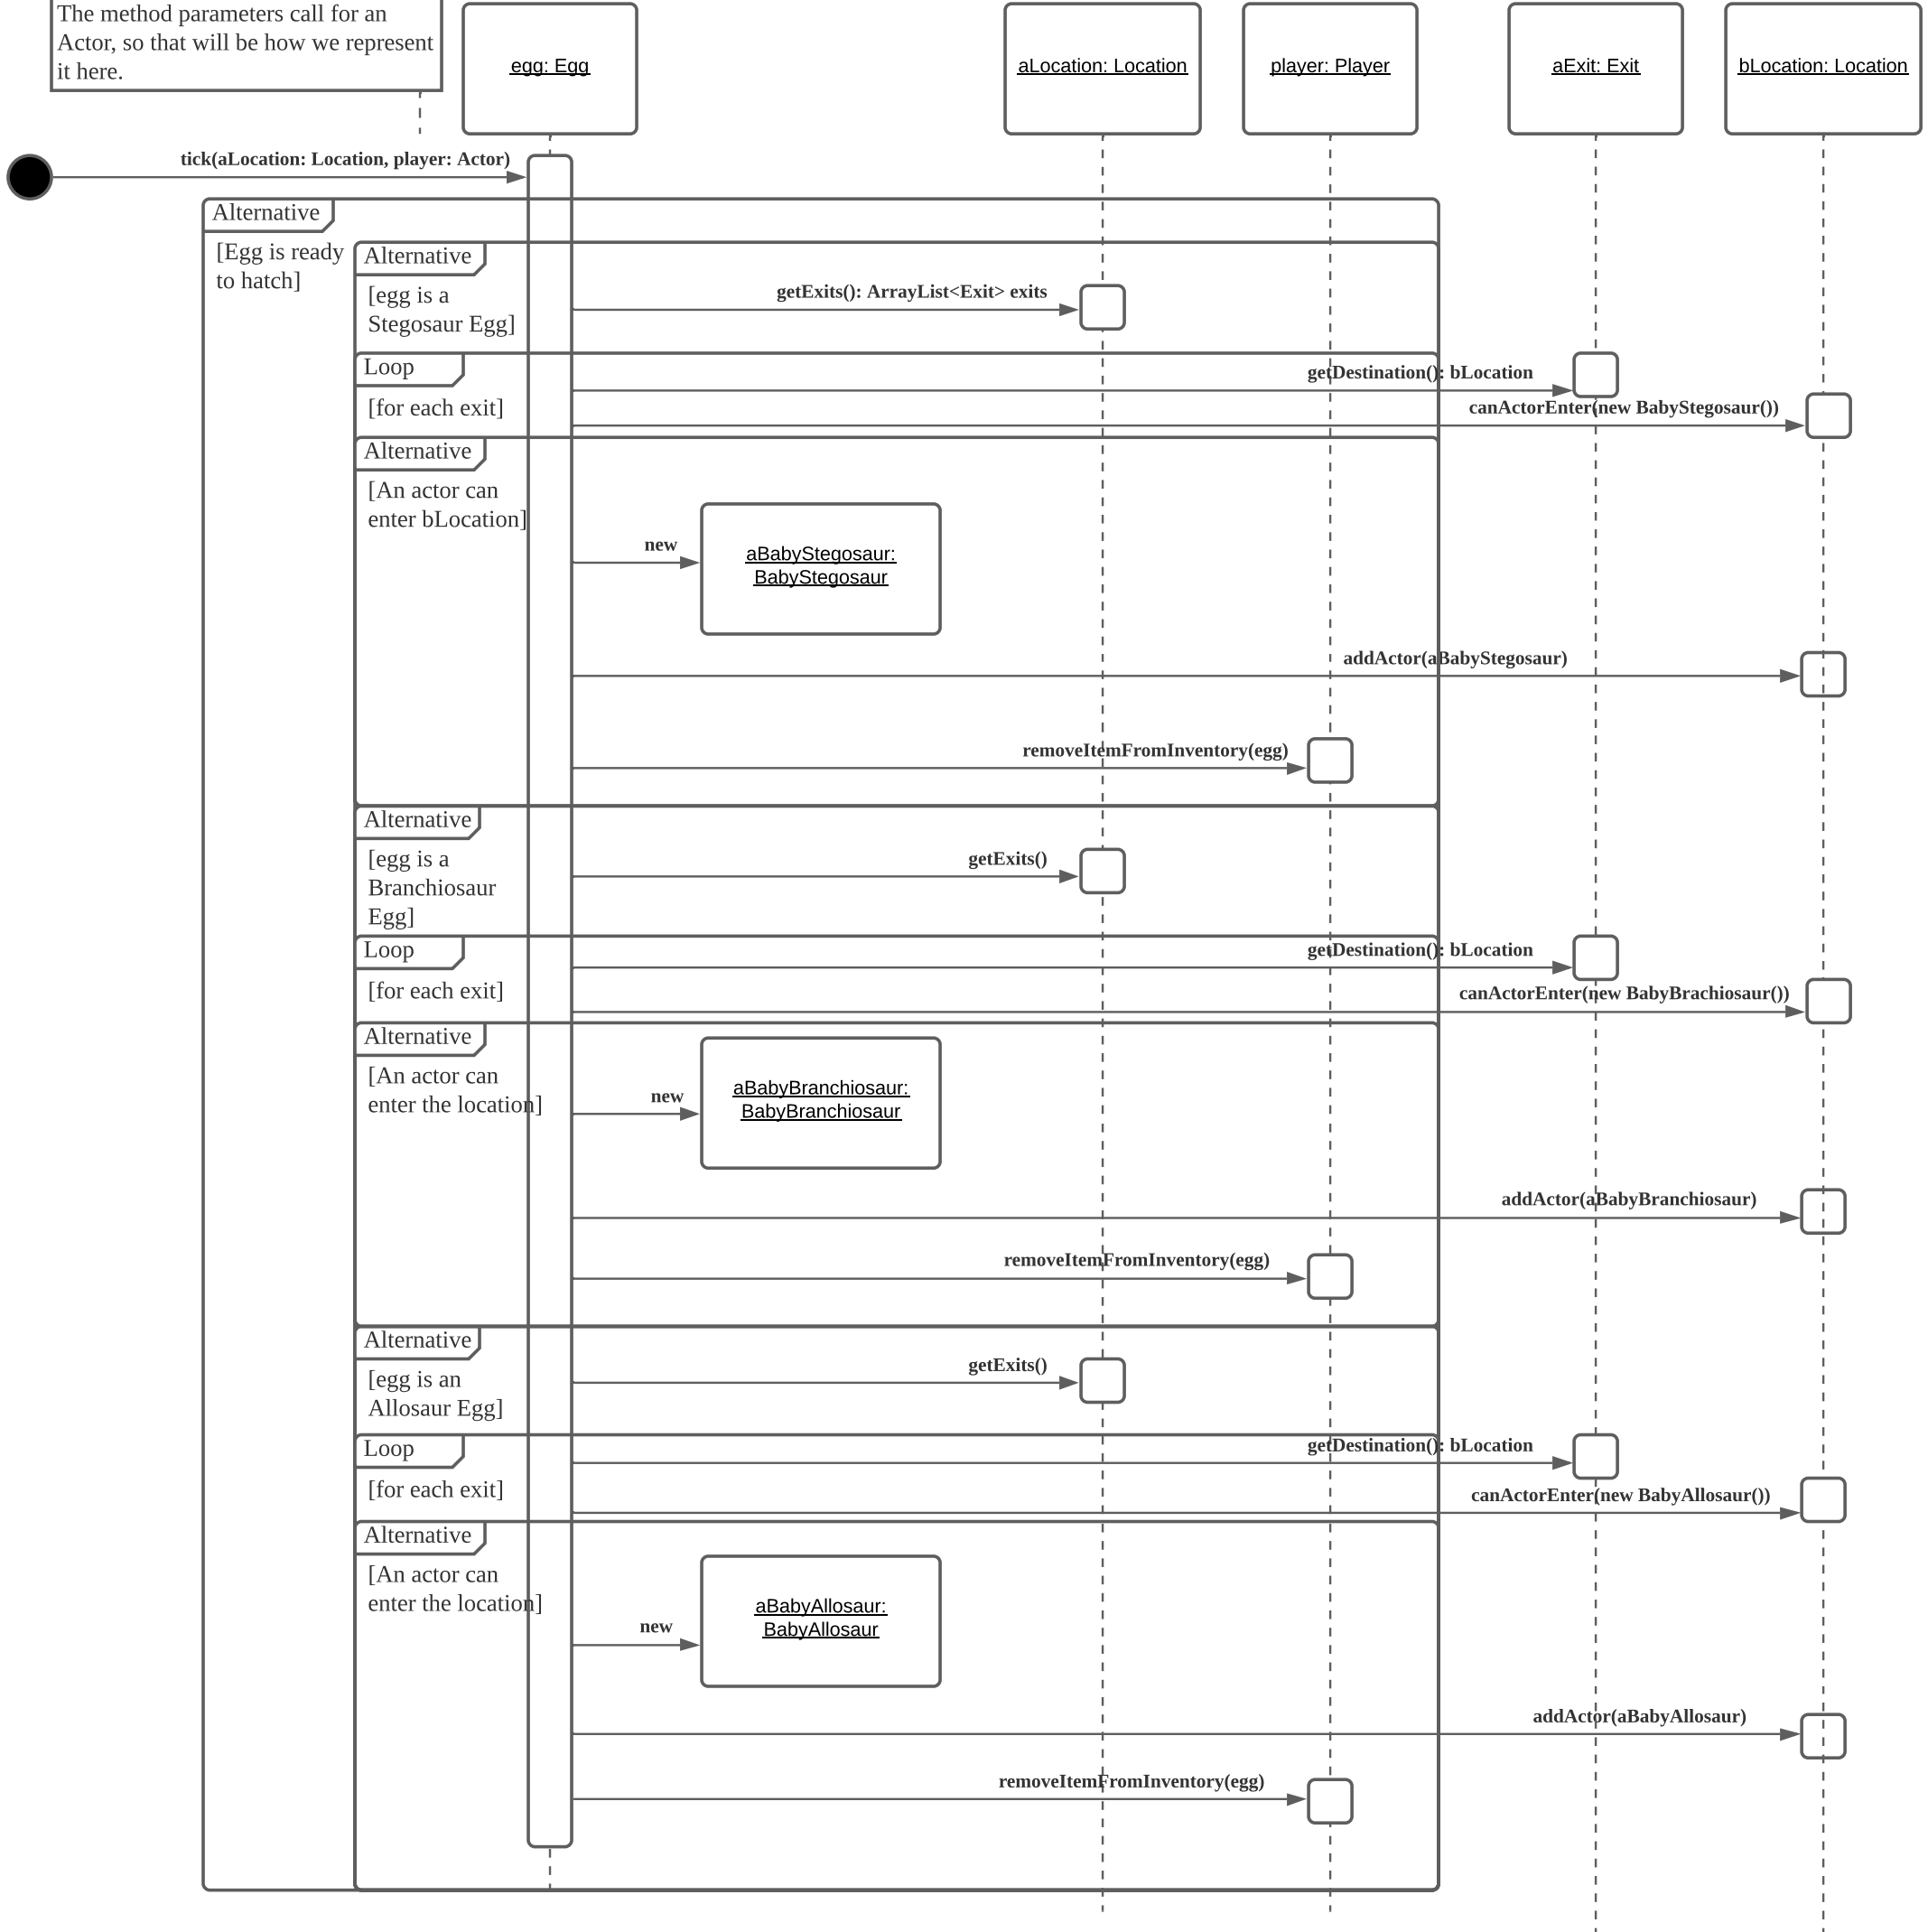 The method parameters call for an
Actor, so that will be how we represent
it here.
egg: Egg
aLocation: Location
player: Player
aExit: Exit
bLocation: Location
tick(aLocation: Location, player: Actor)
Alternative
[Egg is ready
to hatch]
Alternative
[egg is a
Stegosaur Egg]
getExits(): ArrayList<Exit> exits
Loop
[for each exit]
getDestination(): bLocation
canActorEnter(new BabyStegosaur())
Alternative
[An actor can
enter bLocation]
new
aBabyStegosaur:
BabyStegosaur
addActor(aBabyStegosaur)
removeItemFromInventory(egg)
Alternative
[egg is a
Branchiosaur
Egg]
getExits()
Loop
[for each exit]
getDestination(): bLocation
canActorEnter(new BabyBrachiosaur())
Alternative
[An actor can
enter the location]
new
aBabyBranchiosaur:
BabyBranchiosaur
addActor(aBabyBranchiosaur)
removeItemFromInventory(egg)
Alternative
[egg is an
Allosaur Egg]
getExits()
Loop
[for each exit]
getDestination(): bLocation
canActorEnter(new BabyAllosaur())
Alternative
[An actor can
enter the location]
new
aBabyAllosaur:
BabyAllosaur
addActor(aBabyAllosaur)
removeItemFromInventory(egg)